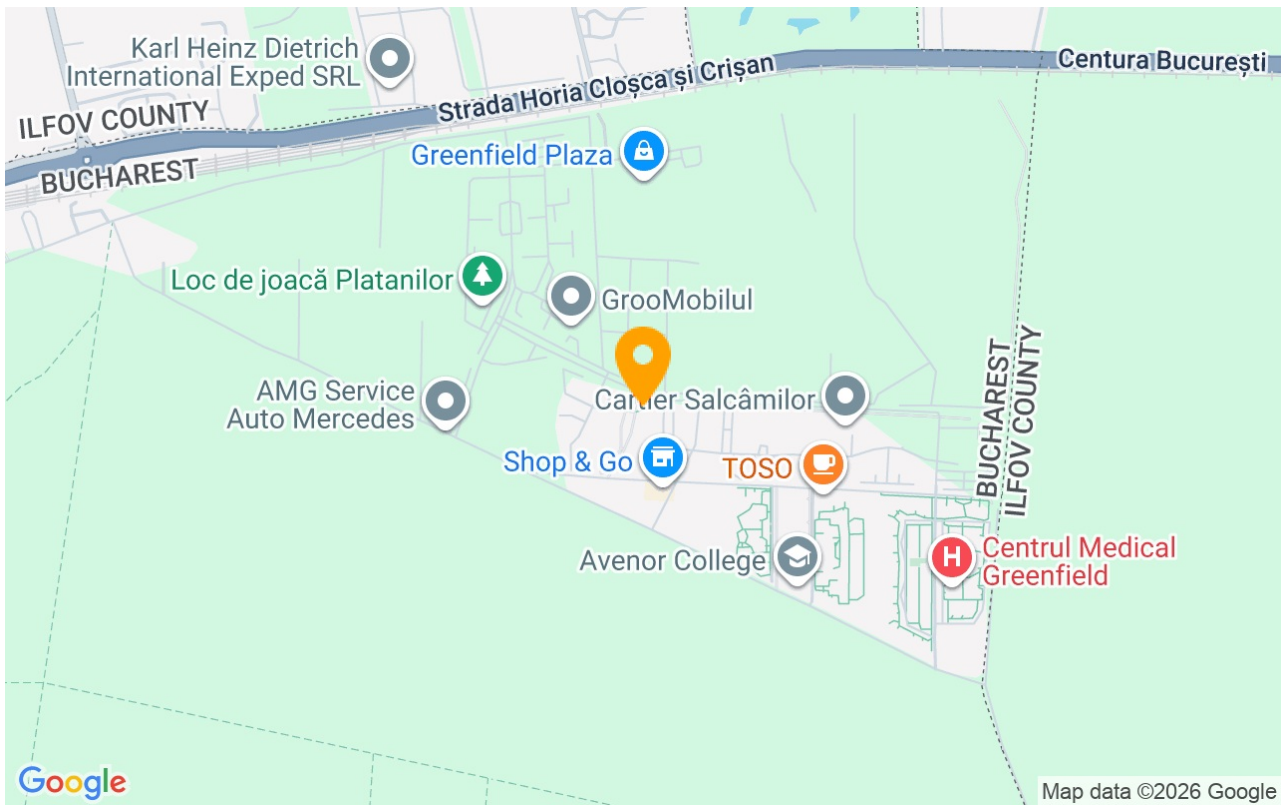 Karl Heinz Dietrich
International Exped SRL
Centura București
Strada Horia Cloșca și Crișan
ILFOV COUNTY
BUCHAREST
Greenfield Plaza
Loc de joacă Platanilor
GrooMobilul
BUCHAREST
ILFOV COUNTY
AMG Service
Auto Mercedes
Cartier Salcâmilor
Shop & Go
TOSO
Avenor College
H
Centrul Medical
Greenfield
Google
Map data ©2026 Google